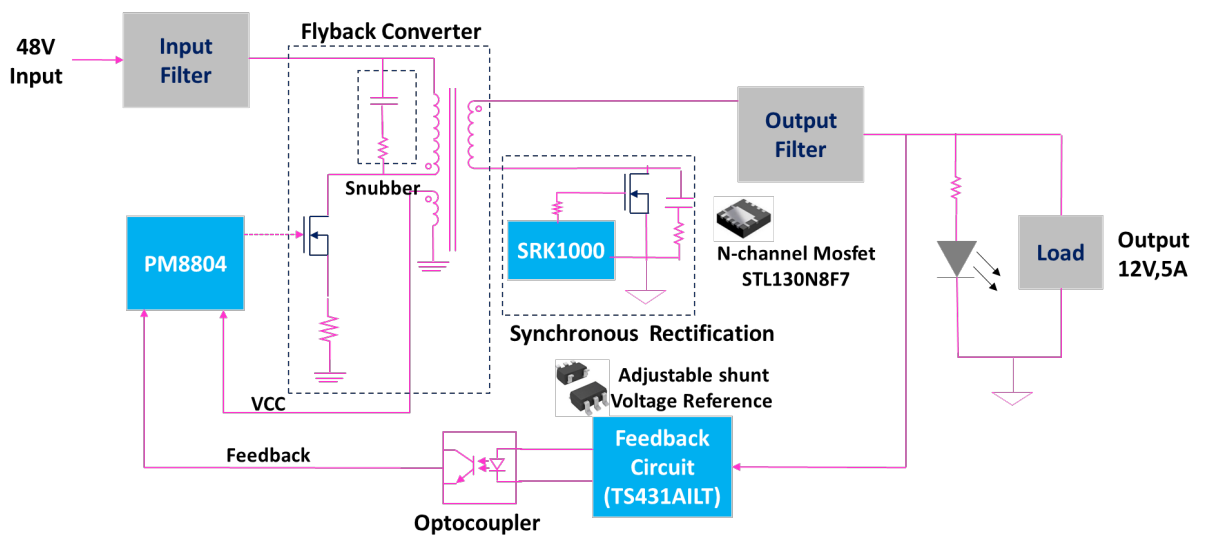 Flyback Converter
48V
Input
Input
Filter
Output
Filter
Snubber
PM8804
SRK1000
N-channel Mosfet
STL130N8F7
Load
Output
12V,5A
Synchronous Rectification
Adjustable shunt
Voltage Reference
VCC
Feedback
Feedback
Circuit
(TS431AILT)
Optocoupler